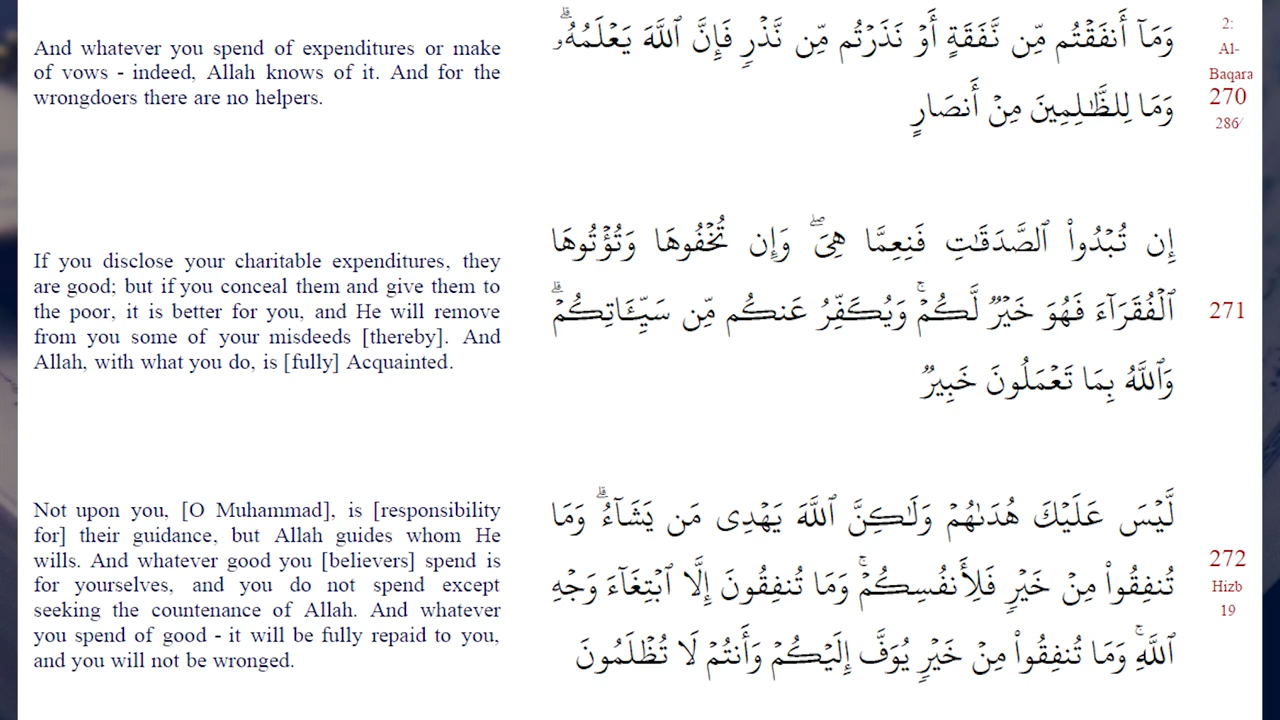 And whatever you spend of expenditures or make
of vows - indeed, Allah knows of it. And for the
wrongdoers there are no helpers.
وَمَآ أَنفَقْتُم مِّن نَّفَقَةٍ أَوْ نَذَرْتُم مِّن نَّذْرٍ فَإِنَّ ٱللَّهَ يَعْلَمُهُۥ ۗ
وَمَا لِلظَّـٰلِمِينَ مِنْ أَنصَارٍ
2:
Al-
Baqara
270
286/
If you disclose your charitable expenditures, they
are good; but if you conceal them and give them to
the poor, it is better for you, and He will remove
from you some of your misdeeds [thereby]. And
Allah, with what you do, is [fully] Acquainted.
إِن تُبْدُوا۟ ٱلصَّدَقَـٰتِ فَنِعِمَّا هِىَ ۖ وَإِن تُخْفُوهَا وَتُؤْتُوهَا
ٱلْفُقَرَآءَ فَهُوَ خَيْرٌ لَّكُمْ ۚ وَيُكَفِّرُ عَنكُم مِّن سَيِّـَٔاتِكُمْ ۗ
وَٱللَّهُ بِمَا تَعْمَلُونَ خَبِيرٌ
271
Not upon you, [O Muhammad], is [responsibility
for] their guidance, but Allah guides whom He
wills. And whatever good you [believers] spend is
for yourselves, and you do not spend except
seeking the countenance of Allah. And whatever
you spend of good - it will be fully repaid to you,
and you will not be wronged.
لَّيْسَ عَلَيْكَ هُدَىٰهُمْ وَلَـٰكِنَّ ٱللَّهَ يَهْدِى مَن يَشَآءُ ۗ وَمَا
تُنفِقُوا۟ مِنْ خَيْرٍ فَلِأَنفُسِكُمْ ۚ وَمَا تُنفِقُونَ إِلَّا ٱبْتِغَآءَ وَجْهِ
ٱللَّهِ ۚ وَمَا تُنفِقُوا۟ مِنْ خَيْرٍ يُوَفَّ إِلَيْكُمْ وَأَنتُمْ لَا تُظْلَمُونَ
272
Hizb
19